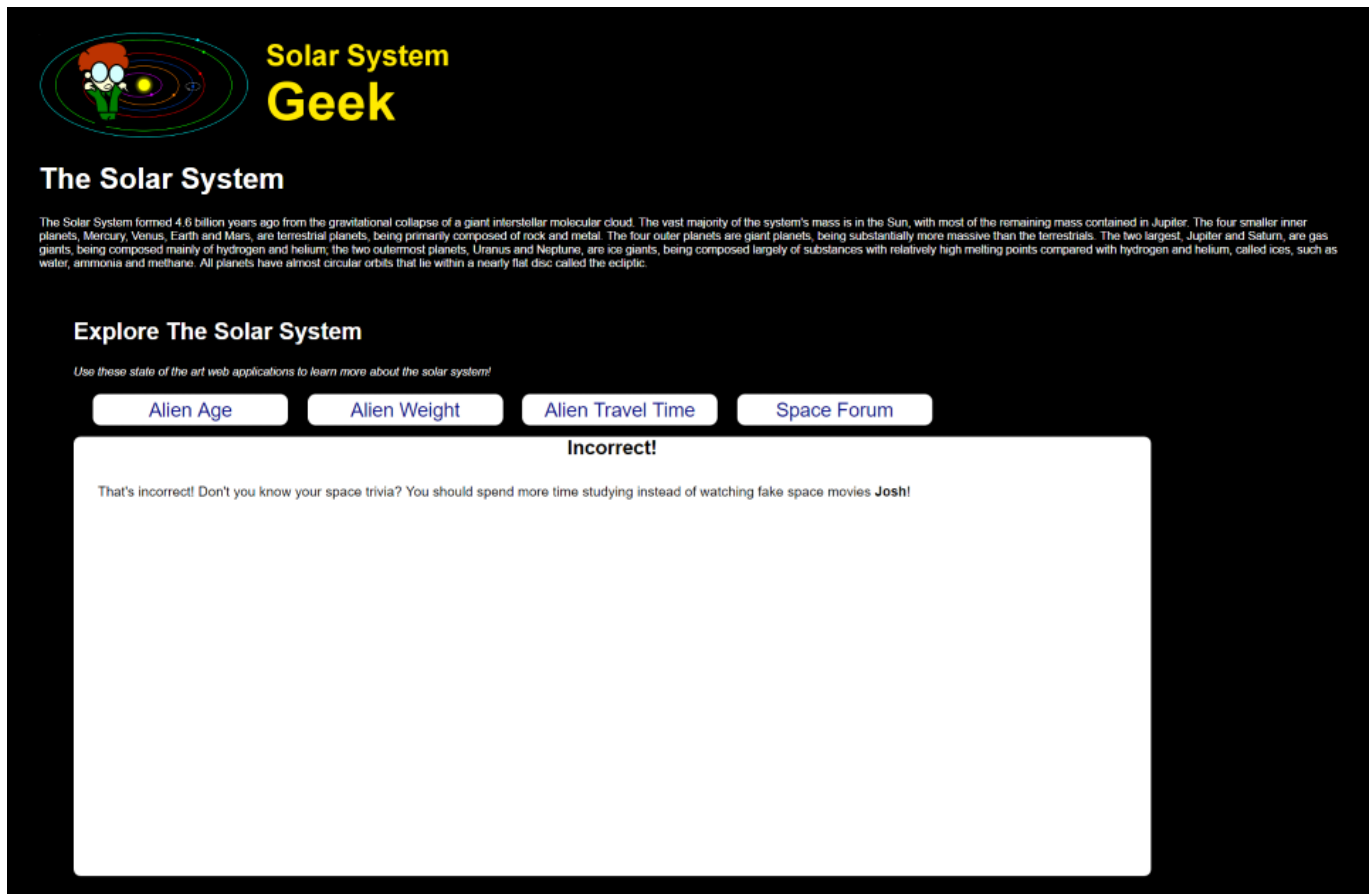 Solar System
Geek
The Solar System
The Solar System formed 4.6 billion years ago from the gravitational collapse of a giant interstellar molecular cloud. The vast majority of the system's mass is in the Sun, with most of the remaining mass contained in Jupiter. The four smaller inner
planets, Mercury, Venus, Earth and Mars, are terrestrial planets, being primarily composed of rock and metal. The four outer planets are giant planets, being substantially more massive than the terrestrials. The two largest, Jupiter and Saturn, are gas
giants, being composed mainly of hydrogen and helium; the two outermost planets, Uranus and Neptune, are ice giants, being composed largely of substances with relatively high melting points compared with hydrogen and helium, called ices, such as
water, ammonia and methane. All planets have almost circular orbits that lie within a nearly flat disc called the ecliptic.
Explore The Solar System
Use these state of the art web applications to learn more about the solar system!
Alien Age Alien Weight Alien Travel Time Space Forum
Incorrect!
That's incorrect! Don't you know your space trivia? You should spend more time studying instead of watching fake space movies Josh!